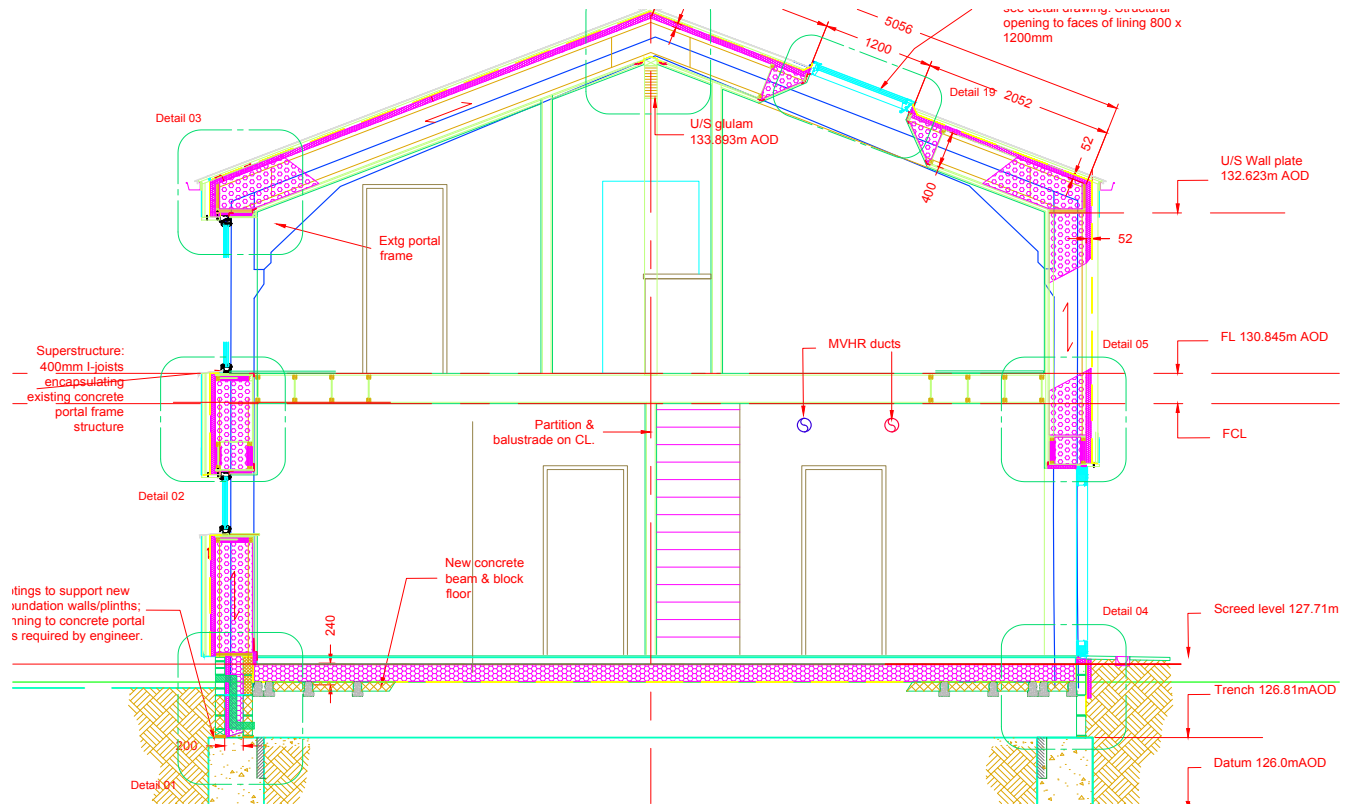 see detail drawing. Structural
opening to faces of lining 800 x
1200mm
5056
1200
Detail 19
2052
52
400
Detail 03
U/S glulam
133.893m AOD
U/S Wall plate
132.623m AOD
52
Extg portal
frame
Superstructure:
400mm I-joists
encapsulating
existing concrete
portal frame
structure
MVHR ducts
Detail 05
FL 130.845m AOD
Partition &
balustrade on CL.
FCL
Detail 02
New concrete
beam & block
floor
otings to support new
oundation walls/plinths;
nning to concrete portal
s required by engineer.
240
Detail 04
Screed level 127.71m
Trench 126.81mAOD
200
Detail 01
Datum 126.0mAOD